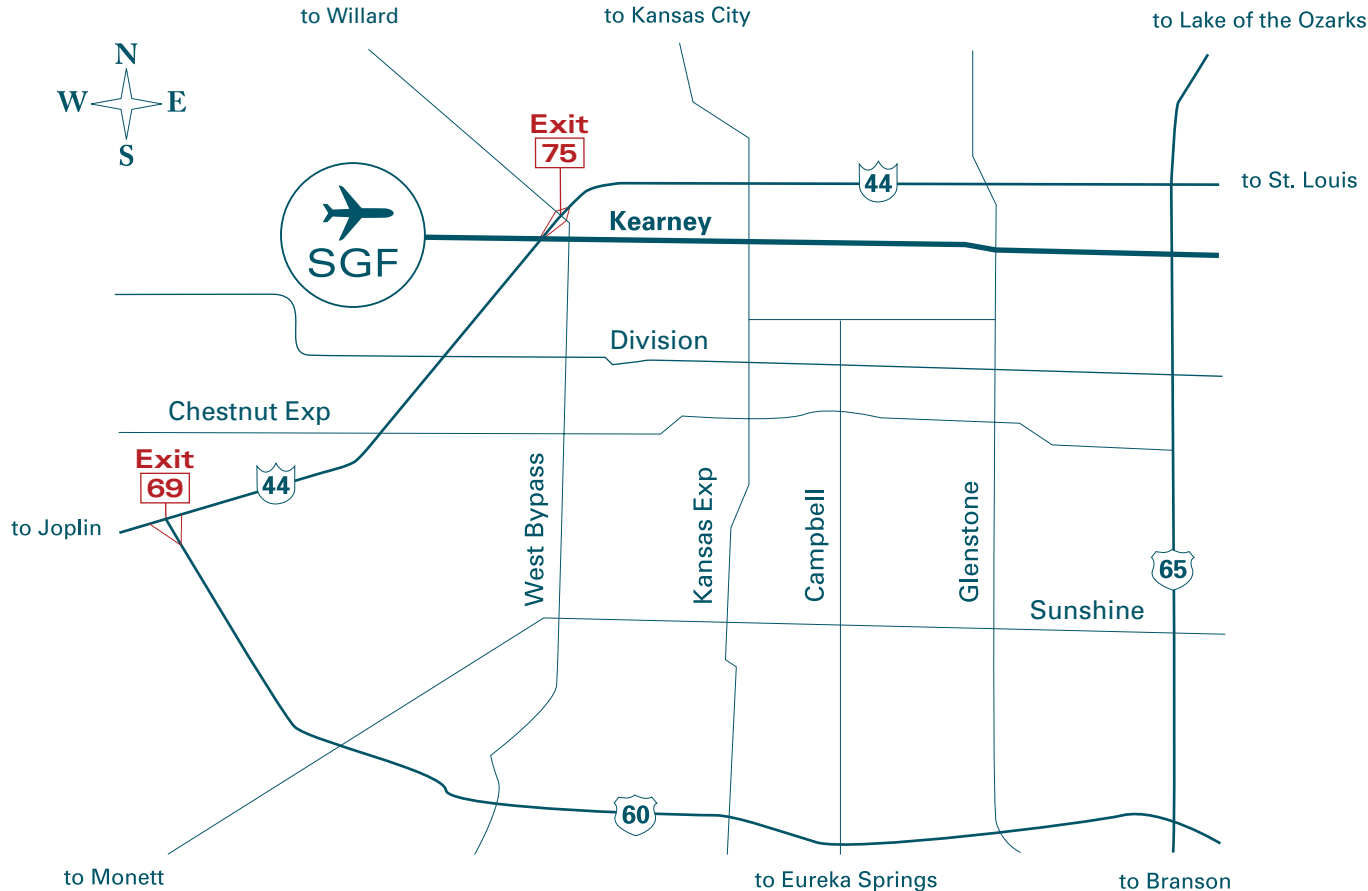 to Willard
to Kansas City
to Lake of the Ozarks
N
W E
S
Exit
75
44
to St. Louis
Kearney
SGF
Division
Chestnut Exp
Exit
69
44
to Joplin
West Bypass
Kansas Exp
Campbell
Glenstone
65
Sunshine
60
to Monett
to Eureka Springs
to Branson